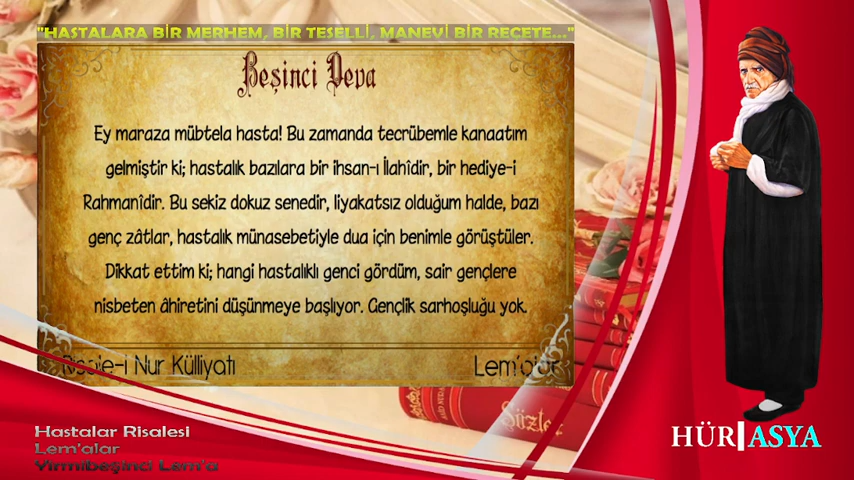 "HASTALARA BİR MERHEM, BİR TESELLİ, MANEVİ BİR REÇETE..."
Beşinci Deva
Ey maraza mübtela hasta! Bu zamanda tecrübemle kanaatım
gelmiştir ki; hastalık bazılara bir ihsan-ı İlahîdir, bir hediye-i
Rahmanîdir. Bu sekiz dokuz senedir, liyakatsız olduğum halde, bazı
genç zâtlar, hastalık münasebetiyle dua için benimle görüştüler.
Dikkat ettim ki; hangi hastalıklı genci gördüm, sair gençlere
nisbeten âhiretini düşünmeye başlıyor. Gençlik sarhoşluğu yok.
Risale-i Nur Külliyatı Lem'alar
Sözler
Hastalar Risalesi
Lem'alar
Yirmibeşinci Lem'a
HÜR ASYA